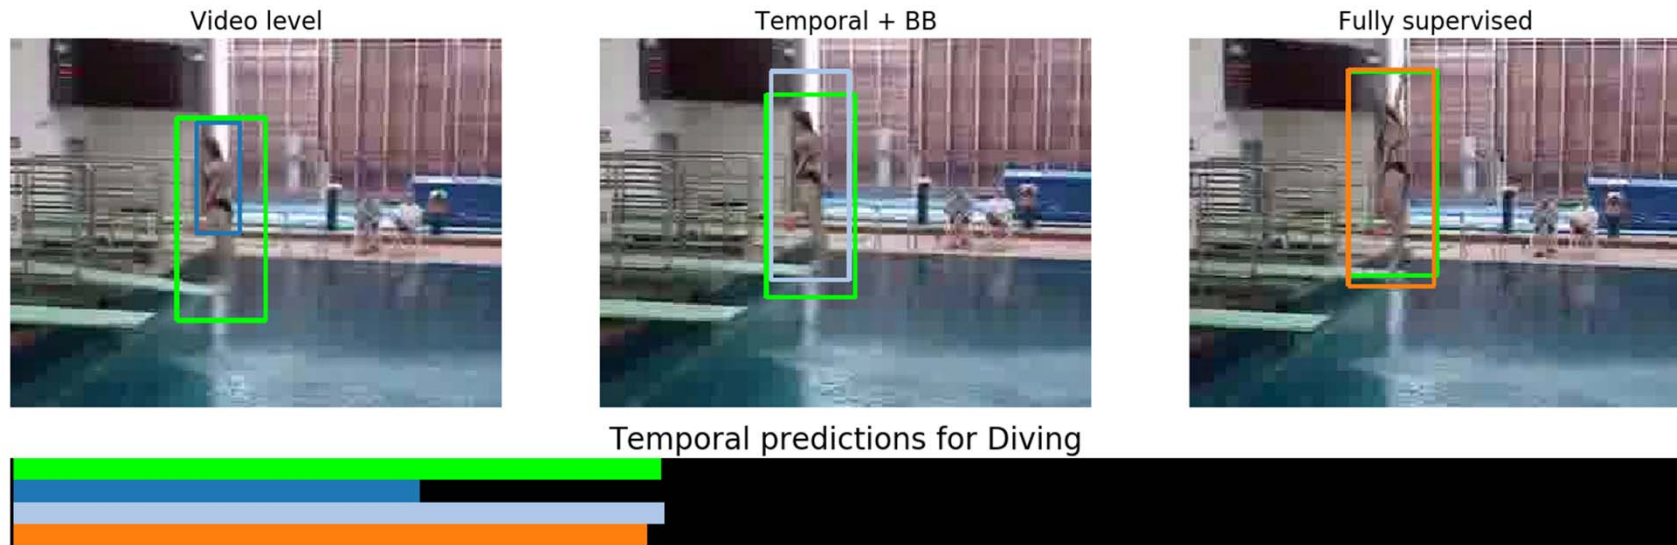 Video level
Temporal + BB
Fully supervised
Temporal predictions for Diving